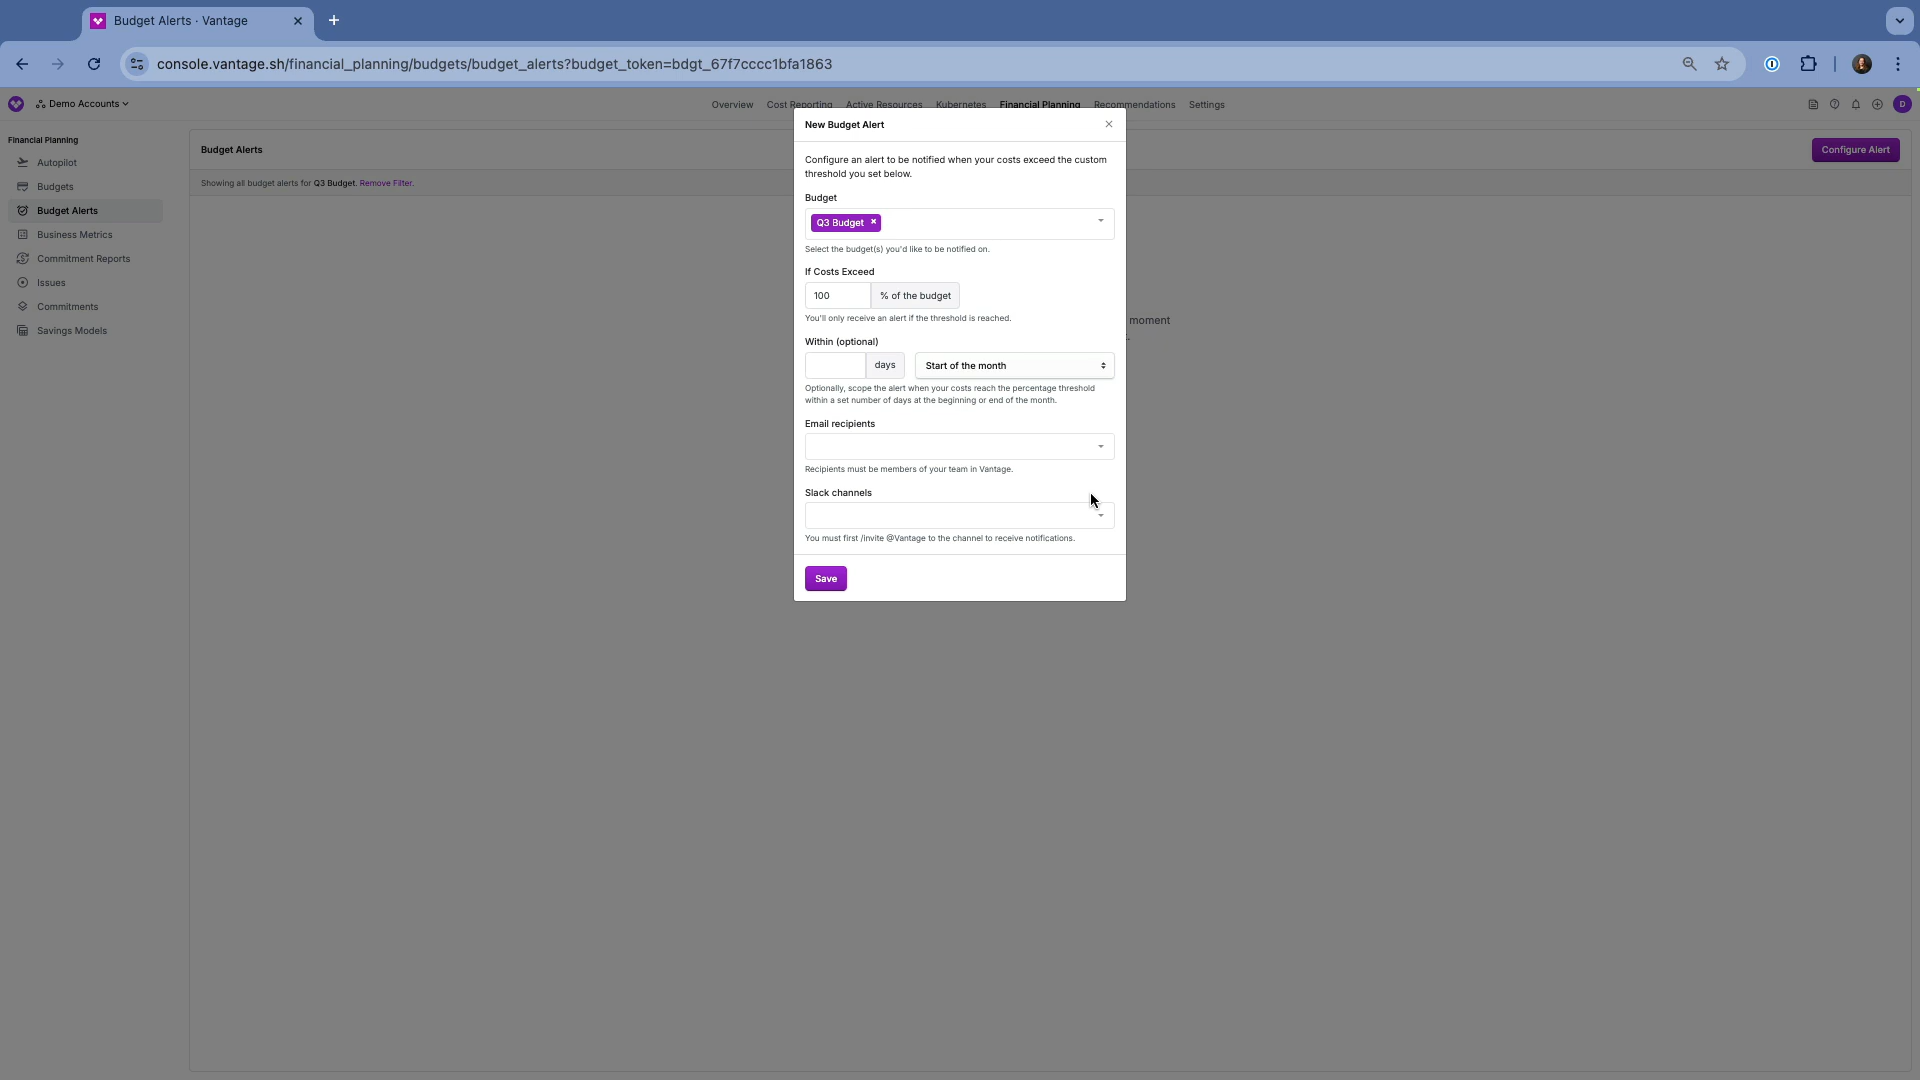 Budget Alerts · Vantage
console.vantage.sh/financial_planning/budgets/budget_alerts?budget_token=bdgt_67f7cccc1bfa1863
Demo Accounts
Overview
Cost Reporting
Active Resources
Kubernetes
Financial Planning
Recommendations
Settings
D
Financial Planning
Autopilot
Budgets
Budget Alerts
Business Metrics
Commitment Reports
Issues
Commitments
Savings Models
Budget Alerts
Configure Alert
Showing all budget alerts for Q3 Budget. Remove Filter.
moment
New Budget Alert
Configure an alert to be notified when your costs exceed the custom
threshold you set below.
Budget
Q3 Budget
Select the budget(s) you'd like to be notified on.
If Costs Exceed
100 % of the budget
You'll only receive an alert if the threshold is reached.
Within (optional)
days Start of the month
Optionally, scope the alert when your costs reach the percentage threshold
within a set number of days at the beginning or end of the month.
Email recipients
Recipients must be members of your team in Vantage.
Slack channels
You must first /invite @Vantage to the channel to receive notifications.
Save